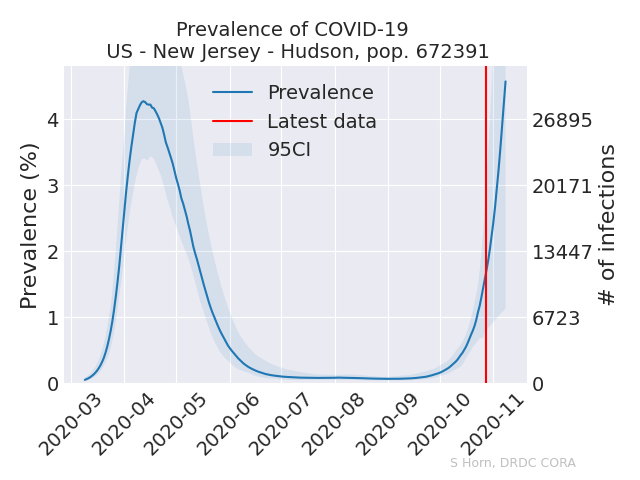 Prevalence of COVID-19
US - New Jersey - Hudson, pop. 672391
Prevalence
Latest data
95CI
Prevalence (%)
4
3
2
1
0
26895
20171
13447
6723
0
# of infections
2020-03
2020-04
2020-05
2020-06
2020-07
2020-08
2020-09
2020-10
2020-11
S Horn, DRDC CORA